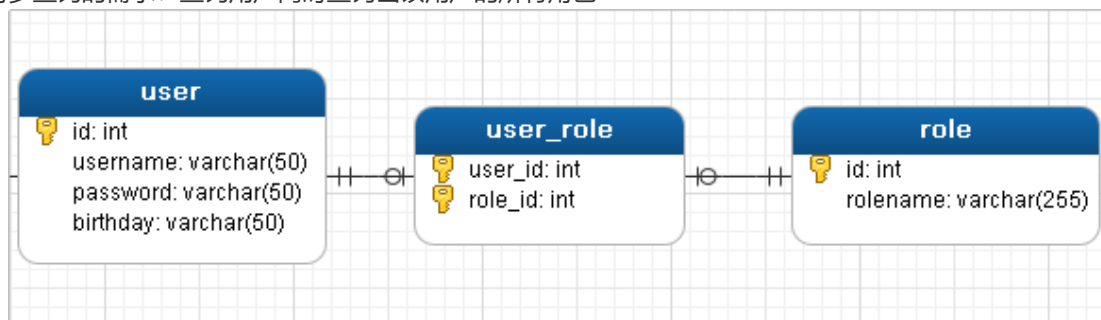 user
id: int
username: varchar(50)
password: varchar(50)
birthday: varchar(50)
user_role
user_id: int
role_id: int
role
id: int
rolename: varchar(255)